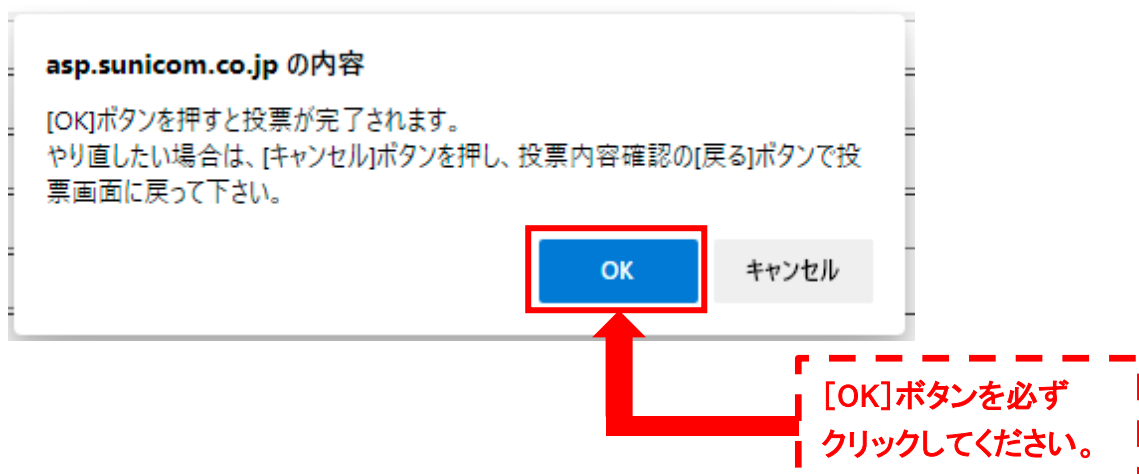 asp.sunicom.co.jp の内容
[OK]ボタンを押すと投票が完了されます。
やり直したい場合は、[キャンセル]ボタンを押し、投票内容確認の[戻る]ボタンで投
票画面に戻って下さい。
OK
キャンセル
[OK]ボタンを必ず
クリックしてください。